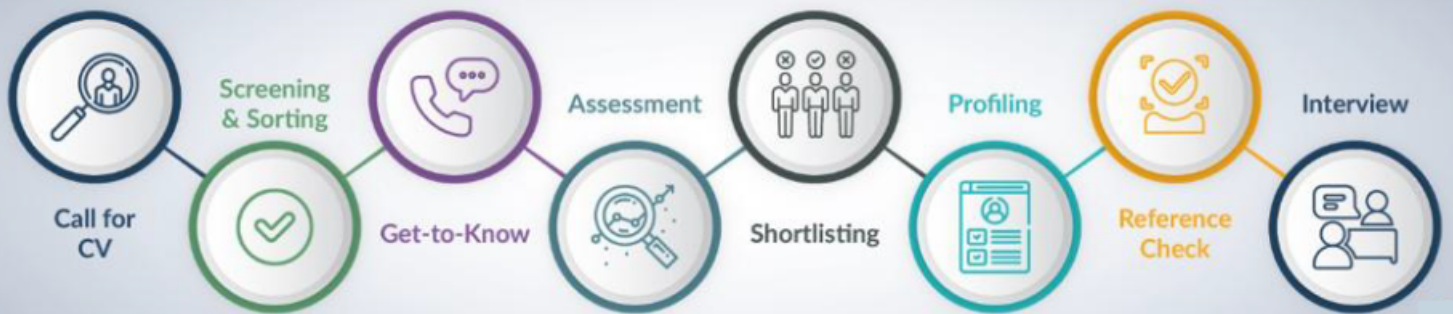 Call for
CV
Screening
& Sorting
Get-to-Know
Assessment
Shortlisting
Profiling
Reference
Check
Interview